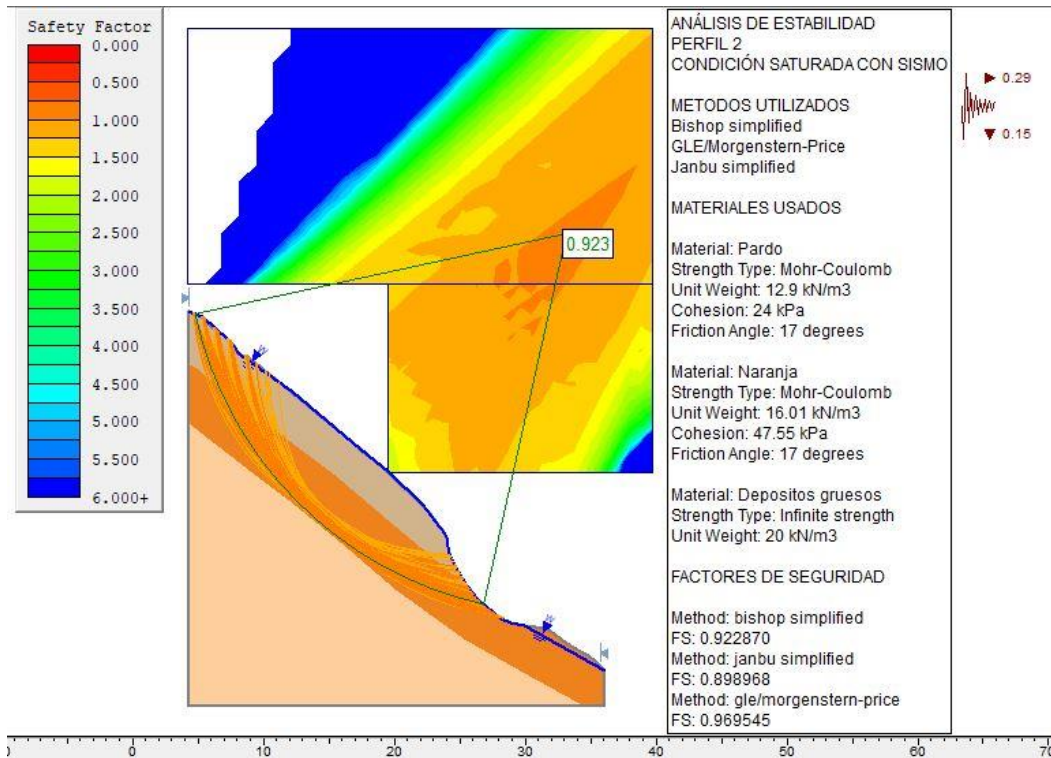 Safety Factor
0.000
0.500
1.000
1.500
2.000
2.500
3.000
3.500
4.000
4.500
5.000
5.500
6.000+
0.923
ANÁLISIS DE ESTABILIDAD
PERFIL 2
CONDICIÓN SATURADA CON SISMO
METODOS UTILIZADOS
Bishop simplified
GLE/Morgenstern-Price
Janbu simplified
MATERIALES USADOS
Material: Pardo
Strength Type: Mohr-Coulomb
Unit Weight: 12.9 kN/m3
Cohesion: 24 kPa
Friction Angle: 17 degrees
Material: Naranja
Strength Type: Mohr-Coulomb
Unit Weight: 16.01 kN/m3
Cohesion: 47.55 kPa
Friction Angle: 17 degrees
Material: Depositos gruesos
Strength Type: Infinite strength
Unit Weight: 20 kN/m3
FACTORES DE SEGURIDAD
Method: bishop simplified
FS: 0.922870
Method: janbu simplified
FS: 0.898968
Method: gle/morgenstern-price
FS: 0.969545
0.29
0.15
0 10 20 30 40 50 60